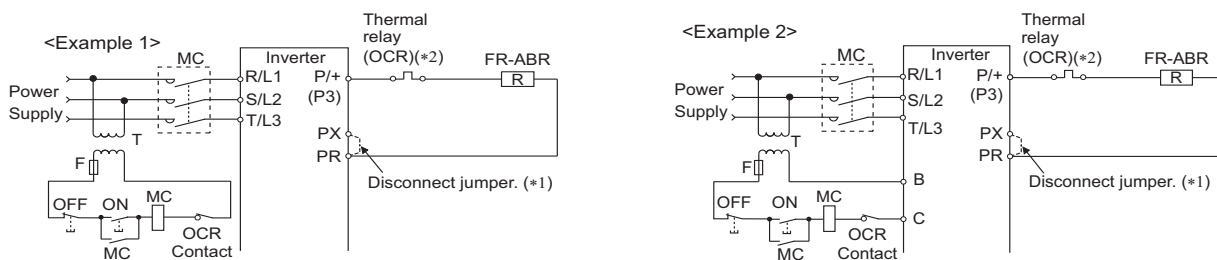 <Example 1>
MC
Power
Supply
T
F
OFF
ON
MC
MC
OCR
Contact
Inverter
R/L1
S/L2
T/L3
P/+
(P3)
PX
PR
Thermal
relay
(OCR)(*2)
FR-ABR
R
Disconnect jumper. (*1)
<Example 2>
MC
Power
Supply
T
F
OFF
ON
MC
MC
OCR
Contact
Inverter
R/L1
S/L2
T/L3
B
C
P/+
(P3)
PX
PR
Thermal
relay
(OCR)(*2)
FR-ABR
R
Disconnect jumper. (*1)